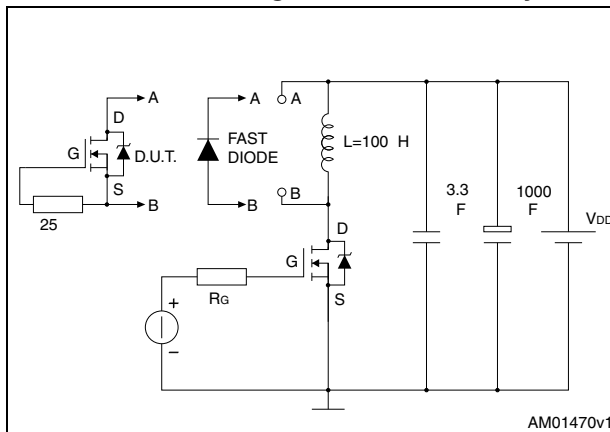 A
D
G
D.U.T.
S
B
25
A
FAST
DIODE
B
A
B
L=100 H
3.3
F
1000
F
VDD
D
G
S
RG
+
–
AM01470v1